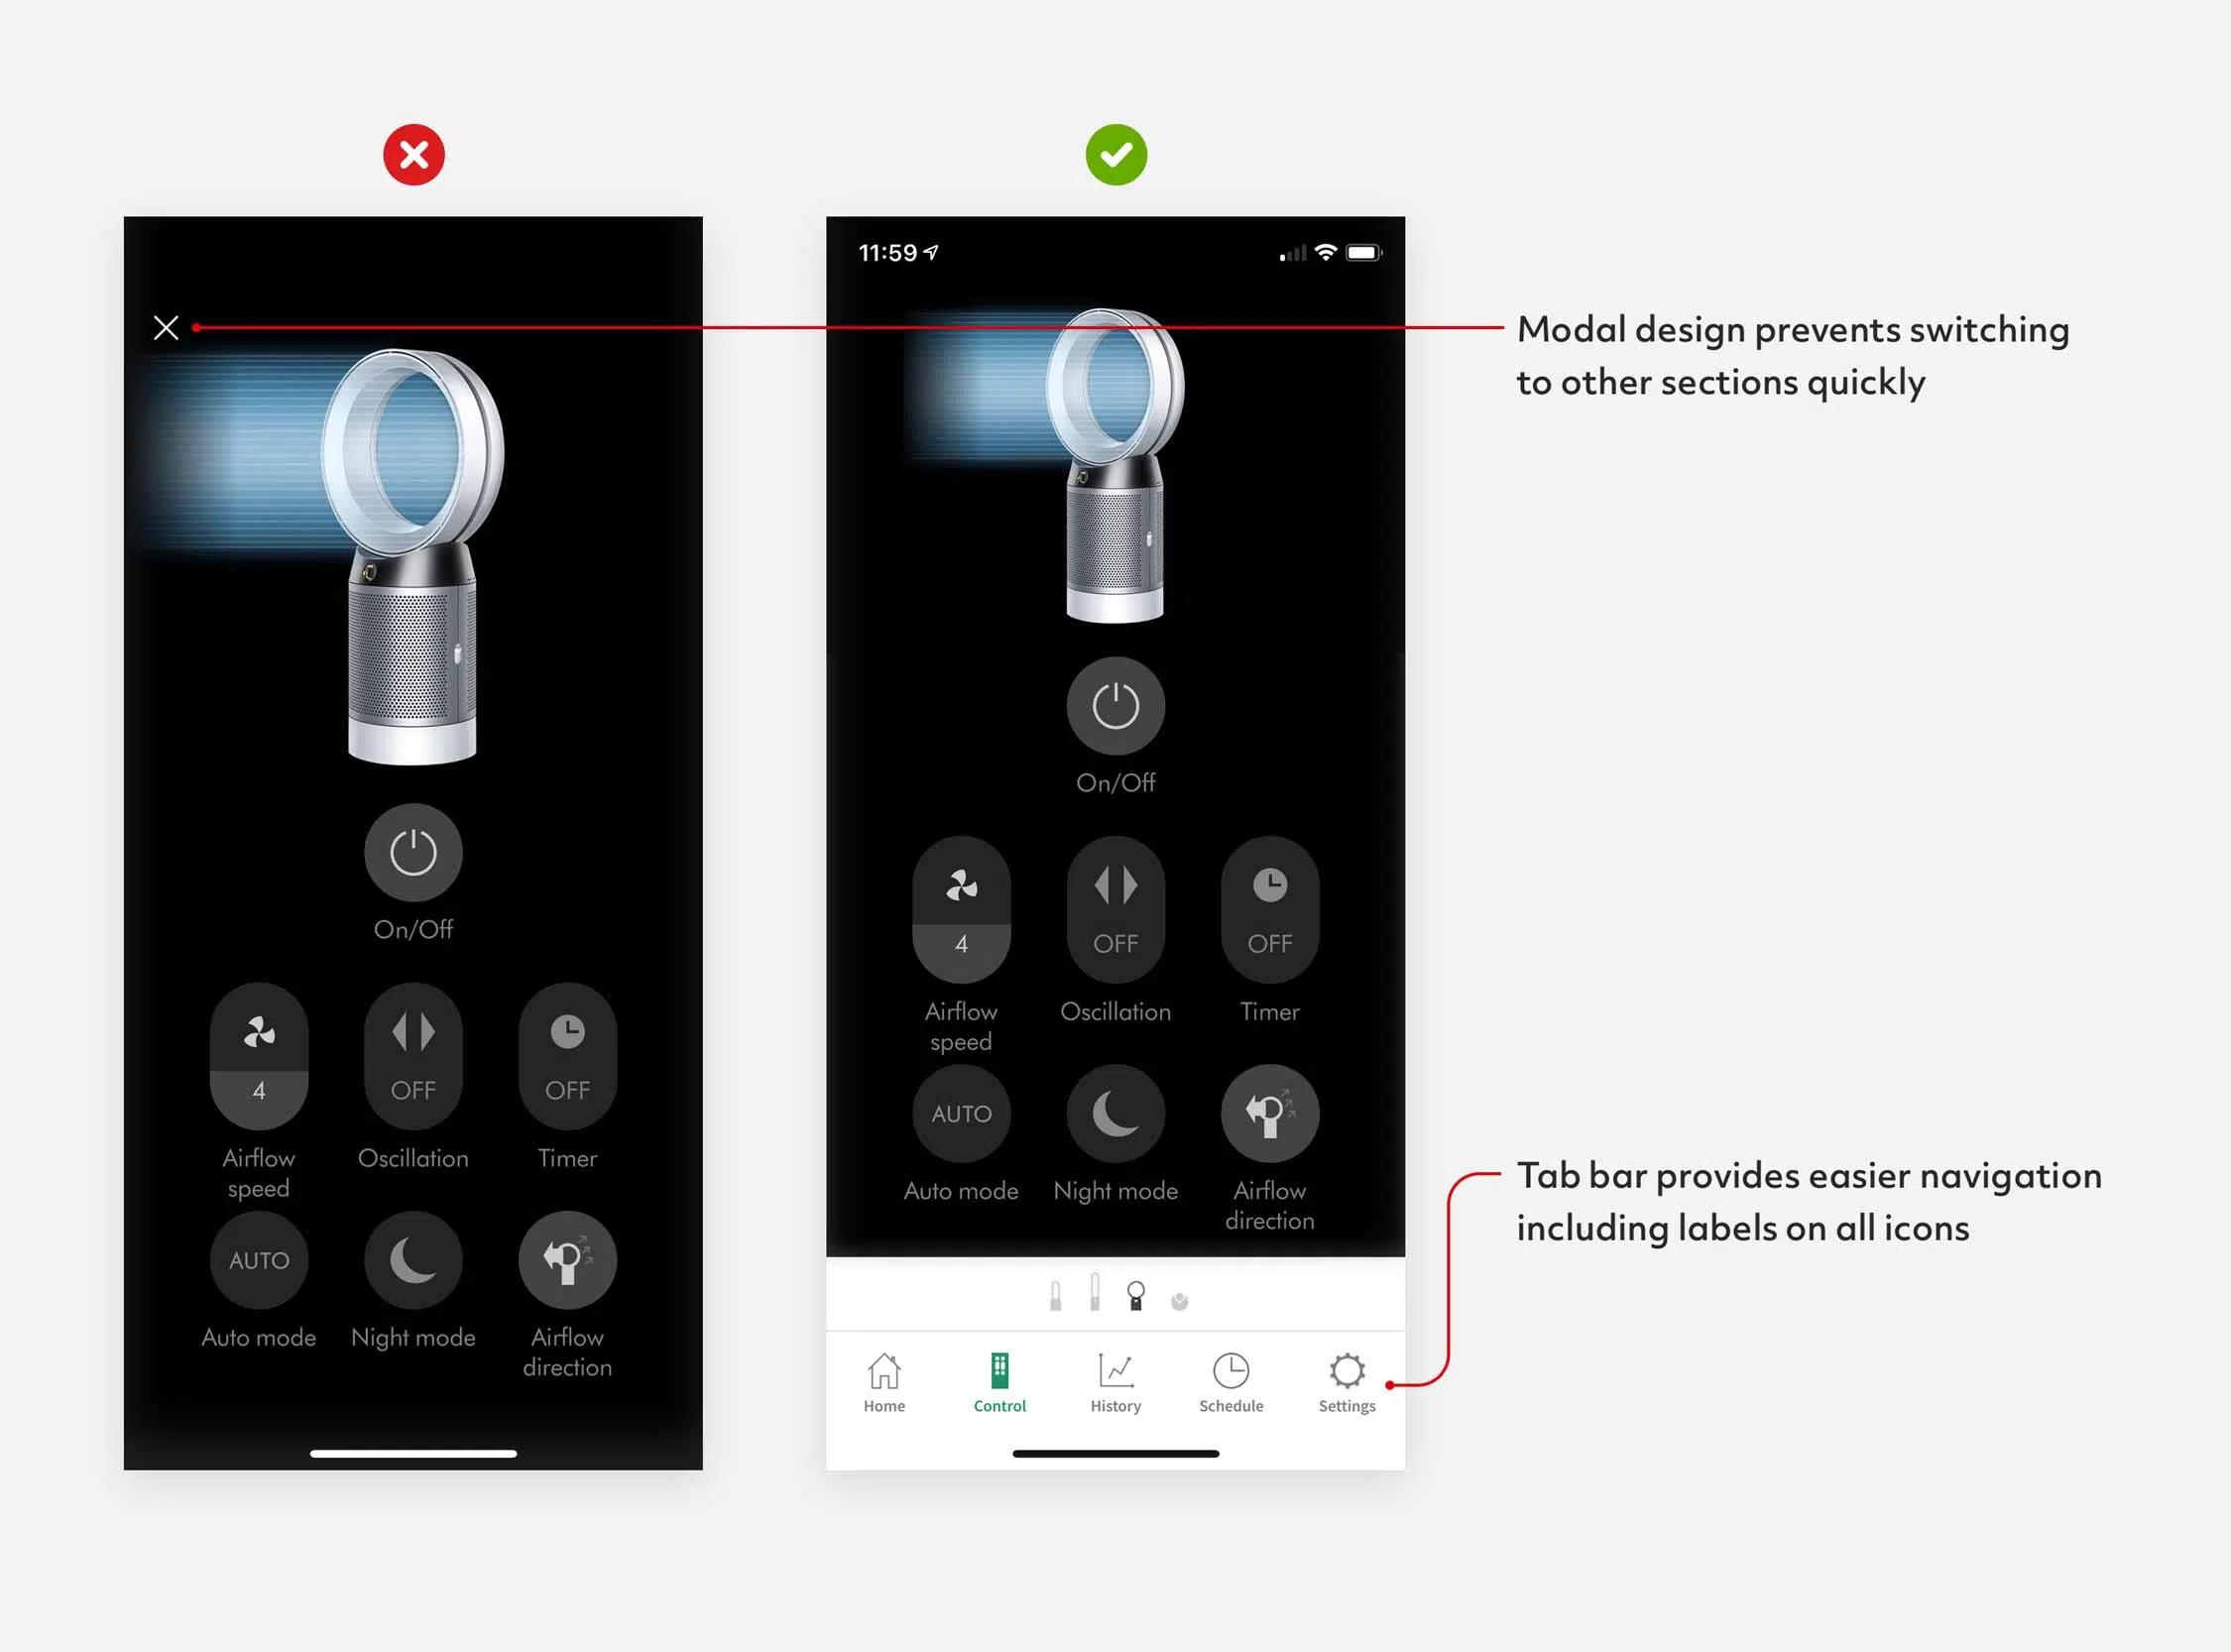 On/Off
4
OFF
OFF
Airflow
speed
Oscillation
Timer
AUTO
Auto mode
Night mode
Airflow
direction
11:59
On/Off
4
OFF
OFF
Airflow
speed
Oscillation
Timer
AUTO
Auto mode
Night mode
Airflow
direction
Home
Control
History
Schedule
Settings
Modal design prevents switching
to other sections quickly
Tab bar provides easier navigation
including labels on all icons